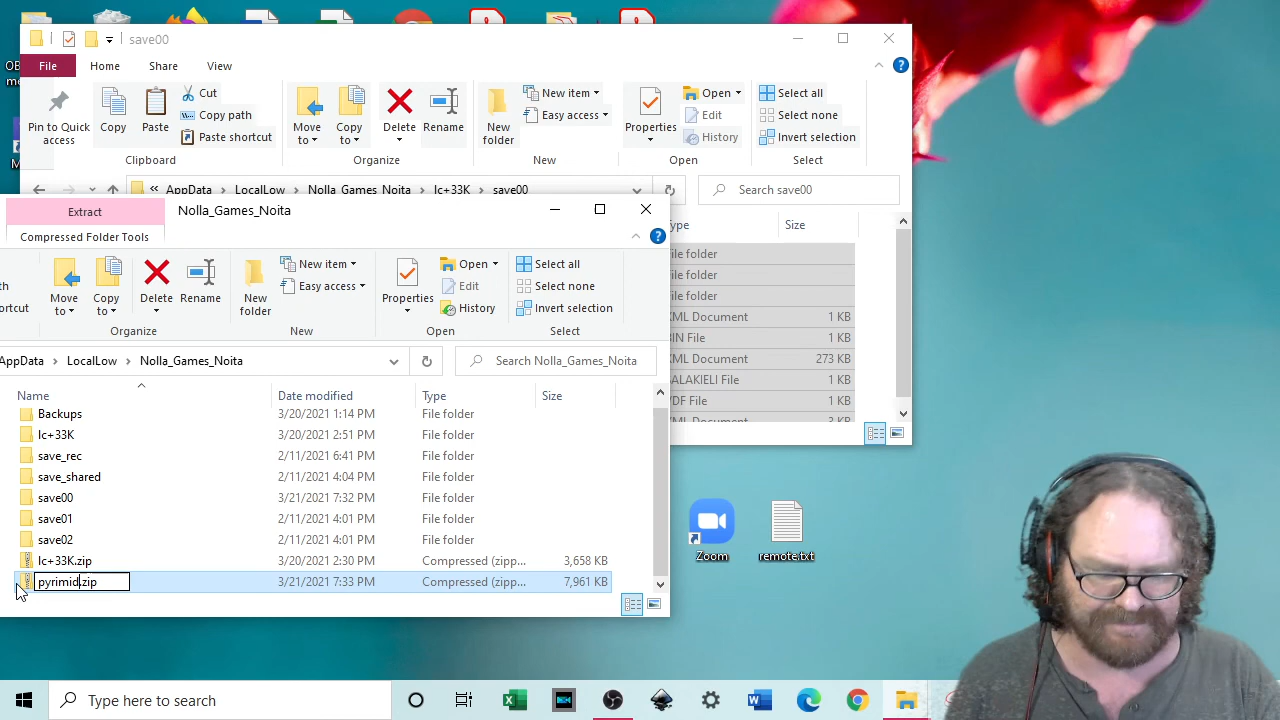 save00
File Home Share View
Pin to Quick access
Copy
Paste
Cut
Copy path
Paste shortcut
Move to
Copy to
Delete
Rename
New folder
New item
Easy access
Properties
Open
Edit
History
Select all
Select none
Invert selection
Clipboard Organize New Open Select
« AppData LocalLow Nolla_Games_Noita lc+33K save00
Search save00
Size
File folder
File folder
File folder
XML Document 1 KB
BIN File 1 KB
XML Document 273 KB
1 KB
1 KB
Extract Nolla_Games_Noita
Compressed Folder Tools
Move to
Copy to
Delete
Rename
New folder
New item
Easy access
Properties
Open
Edit
History
Select all
Select none
Invert selection
Organize New Open Select
AppData LocalLow Nolla_Games_Noita
Search Nolla_Games_Noita
Name Date modified Type Size
Backups 3/20/2021 1:14 PM File folder
lc+33K 3/20/2021 2:51 PM File folder
save_rec 2/11/2021 6:41 PM File folder
save_shared 2/11/2021 4:04 PM File folder
save00 3/21/2021 7:32 PM File folder
save01 2/11/2021 4:01 PM File folder
save02 2/11/2021 4:01 PM File folder
lc+33K.zip 3/20/2021 2:30 PM Compressed (zipp... 3,658 KB
pyrimid.zip 3/21/2021 7:33 PM Compressed (zipp... 7,961 KB
Zoom
remote.txt
Type here to search